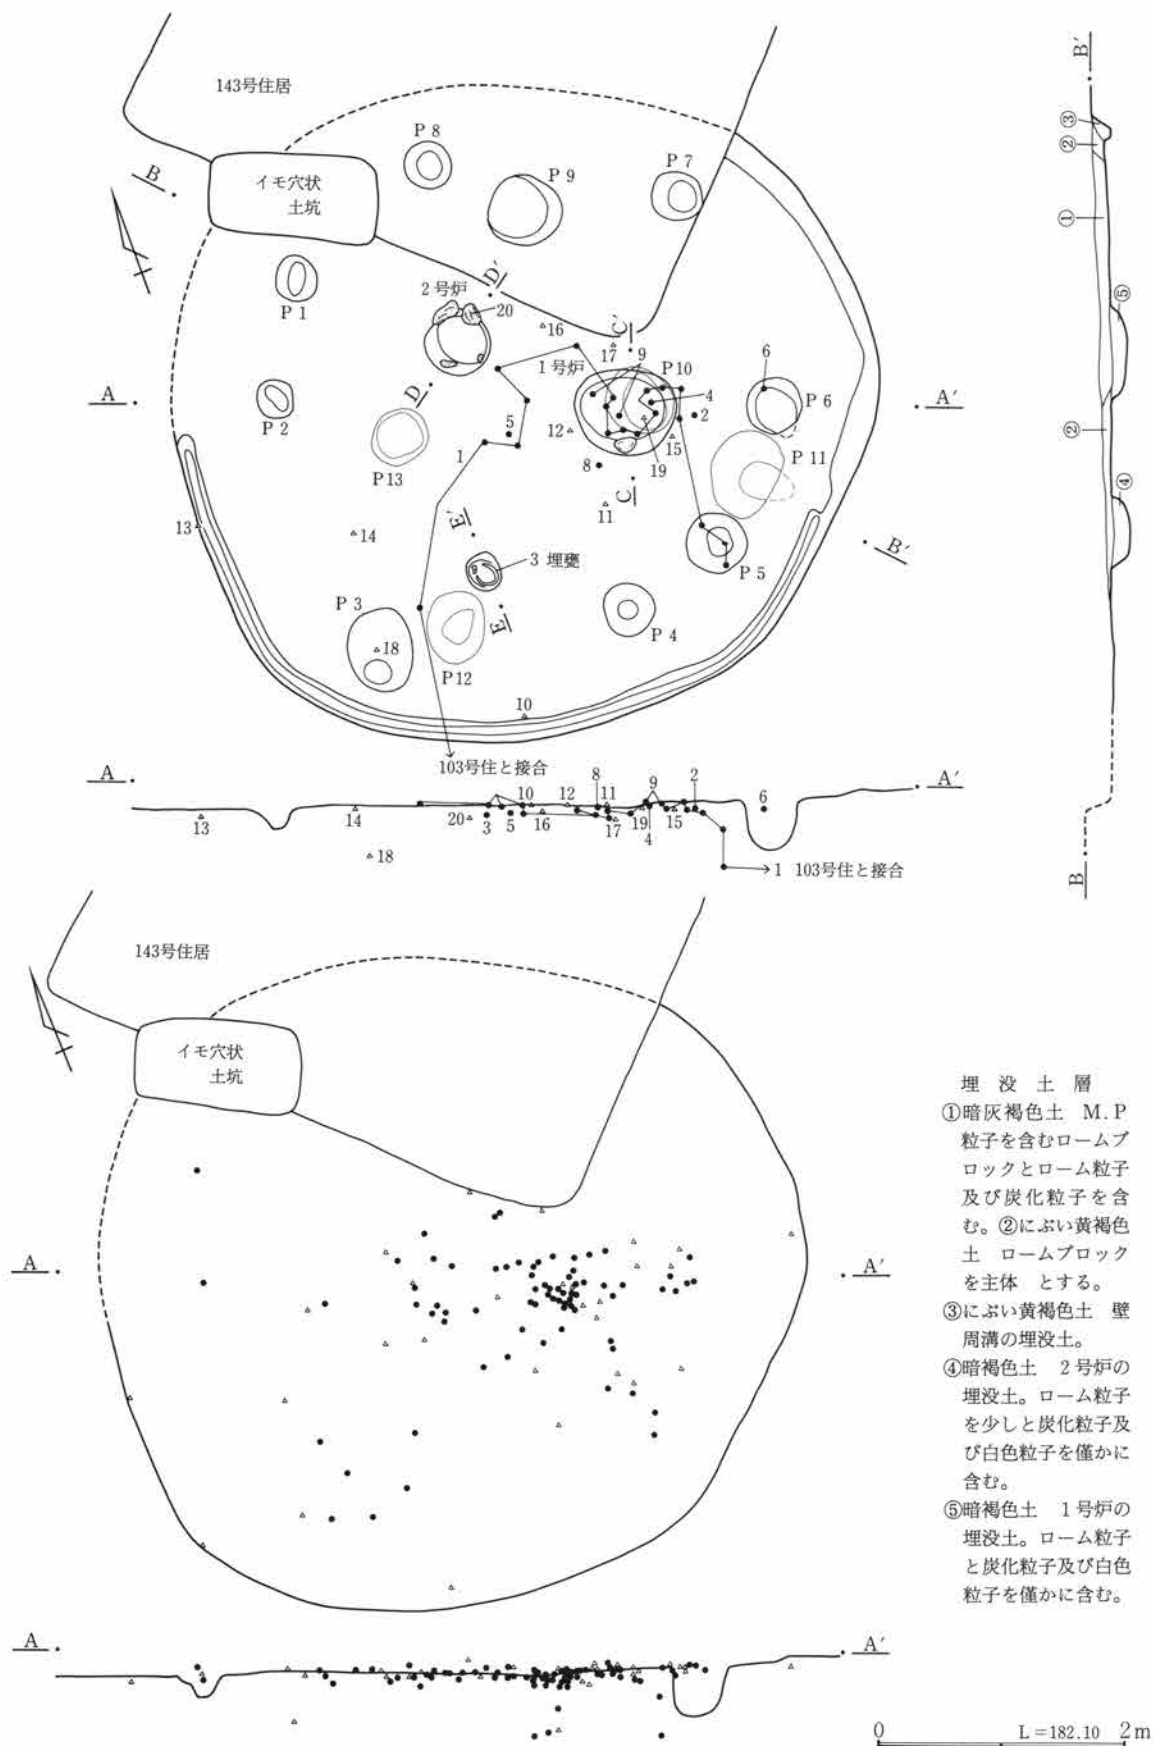 143号住居
イモ穴状
土坑
P 8
P 9
P 7
B
B′
P 1
2号炉
D′
20
16
C′
17
1号炉
9
P10
4
2
6
P 6
A
A′
P 2
D
5
12
15
P 11
1
8
19
P13
C
11
13
14
E′
3 埋甕
B′
P 5
P 3
E
P 4
18
P12
10
103号住と接合
③
②
①
⑤
②
④
B
A
A′
13
14
20
3
5
10
16
12
8
11
17
19
9
4
15
2
6
18
1 103号住と接合
143号住居
イモ穴状
土坑
A
A′
埋没土層
①暗灰褐色土 M.P
粒子を含むロームブ
ロックとローム粒子
及び炭化粒子を含
む。②にぶい黄褐色
土 ロームブロック
を主体 とする。
③にぶい黄褐色土 壁
周溝の埋没土。
④暗褐色土 2号炉の
埋没土。ローム粒子
を少しと炭化粒子及
び白色粒子を僅かに
含む。
⑤暗褐色土 1号炉の
埋没土。ローム粒子
と炭化粒子及び白色
粒子を僅かに含む。
A
A′
0 L=182.10 2m